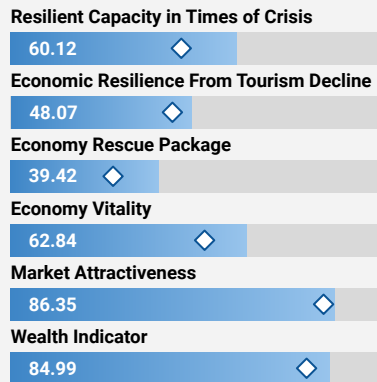 Resilient Capacity in Times of Crisis
60.12
Economic Resilience From Tourism Decline
48.07
Economy Rescue Package
39.42
Economy Vitality
62.84
Market Attractiveness
86.35
Wealth Indicator
84.99